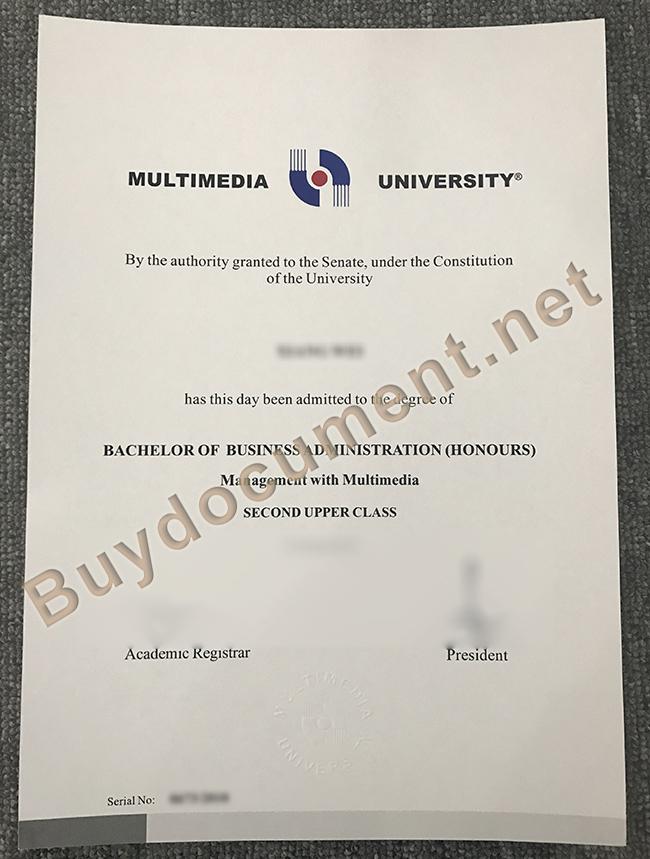 MULTIMEDIA UNIVERSITY®
By the authority granted to the Senate, under the Constitution
of the University
has this day been admitted to the degree of
BACHELOR OF BUSINESS ADMINISTRATION (HONOURS)
Management with Multimedia
SECOND UPPER CLASS
Buydocument.net
Academic Registrar
President
MULTIMEDIA
UNIVERSI
Serial No: